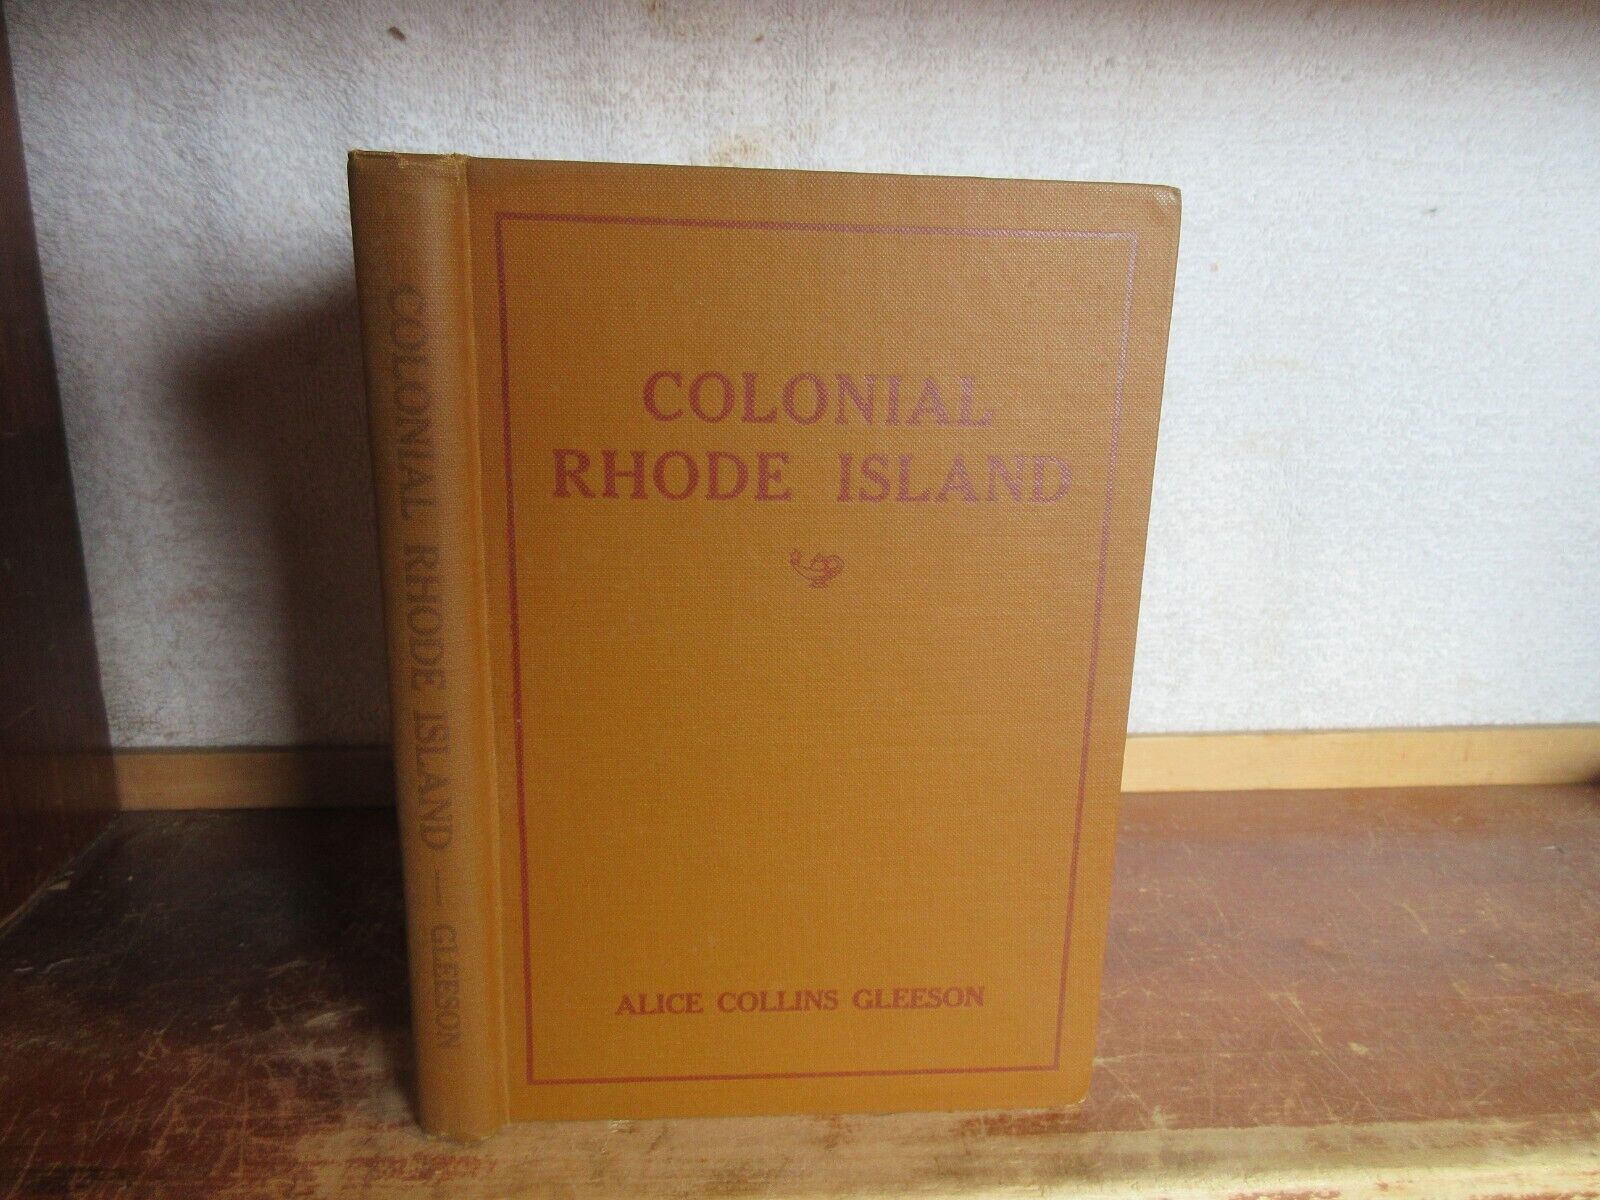 COLONIAL RHODE ISLAND — GLEESON
COLONIAL
RHODE ISLAND
ALICE COLLINS GLEESON